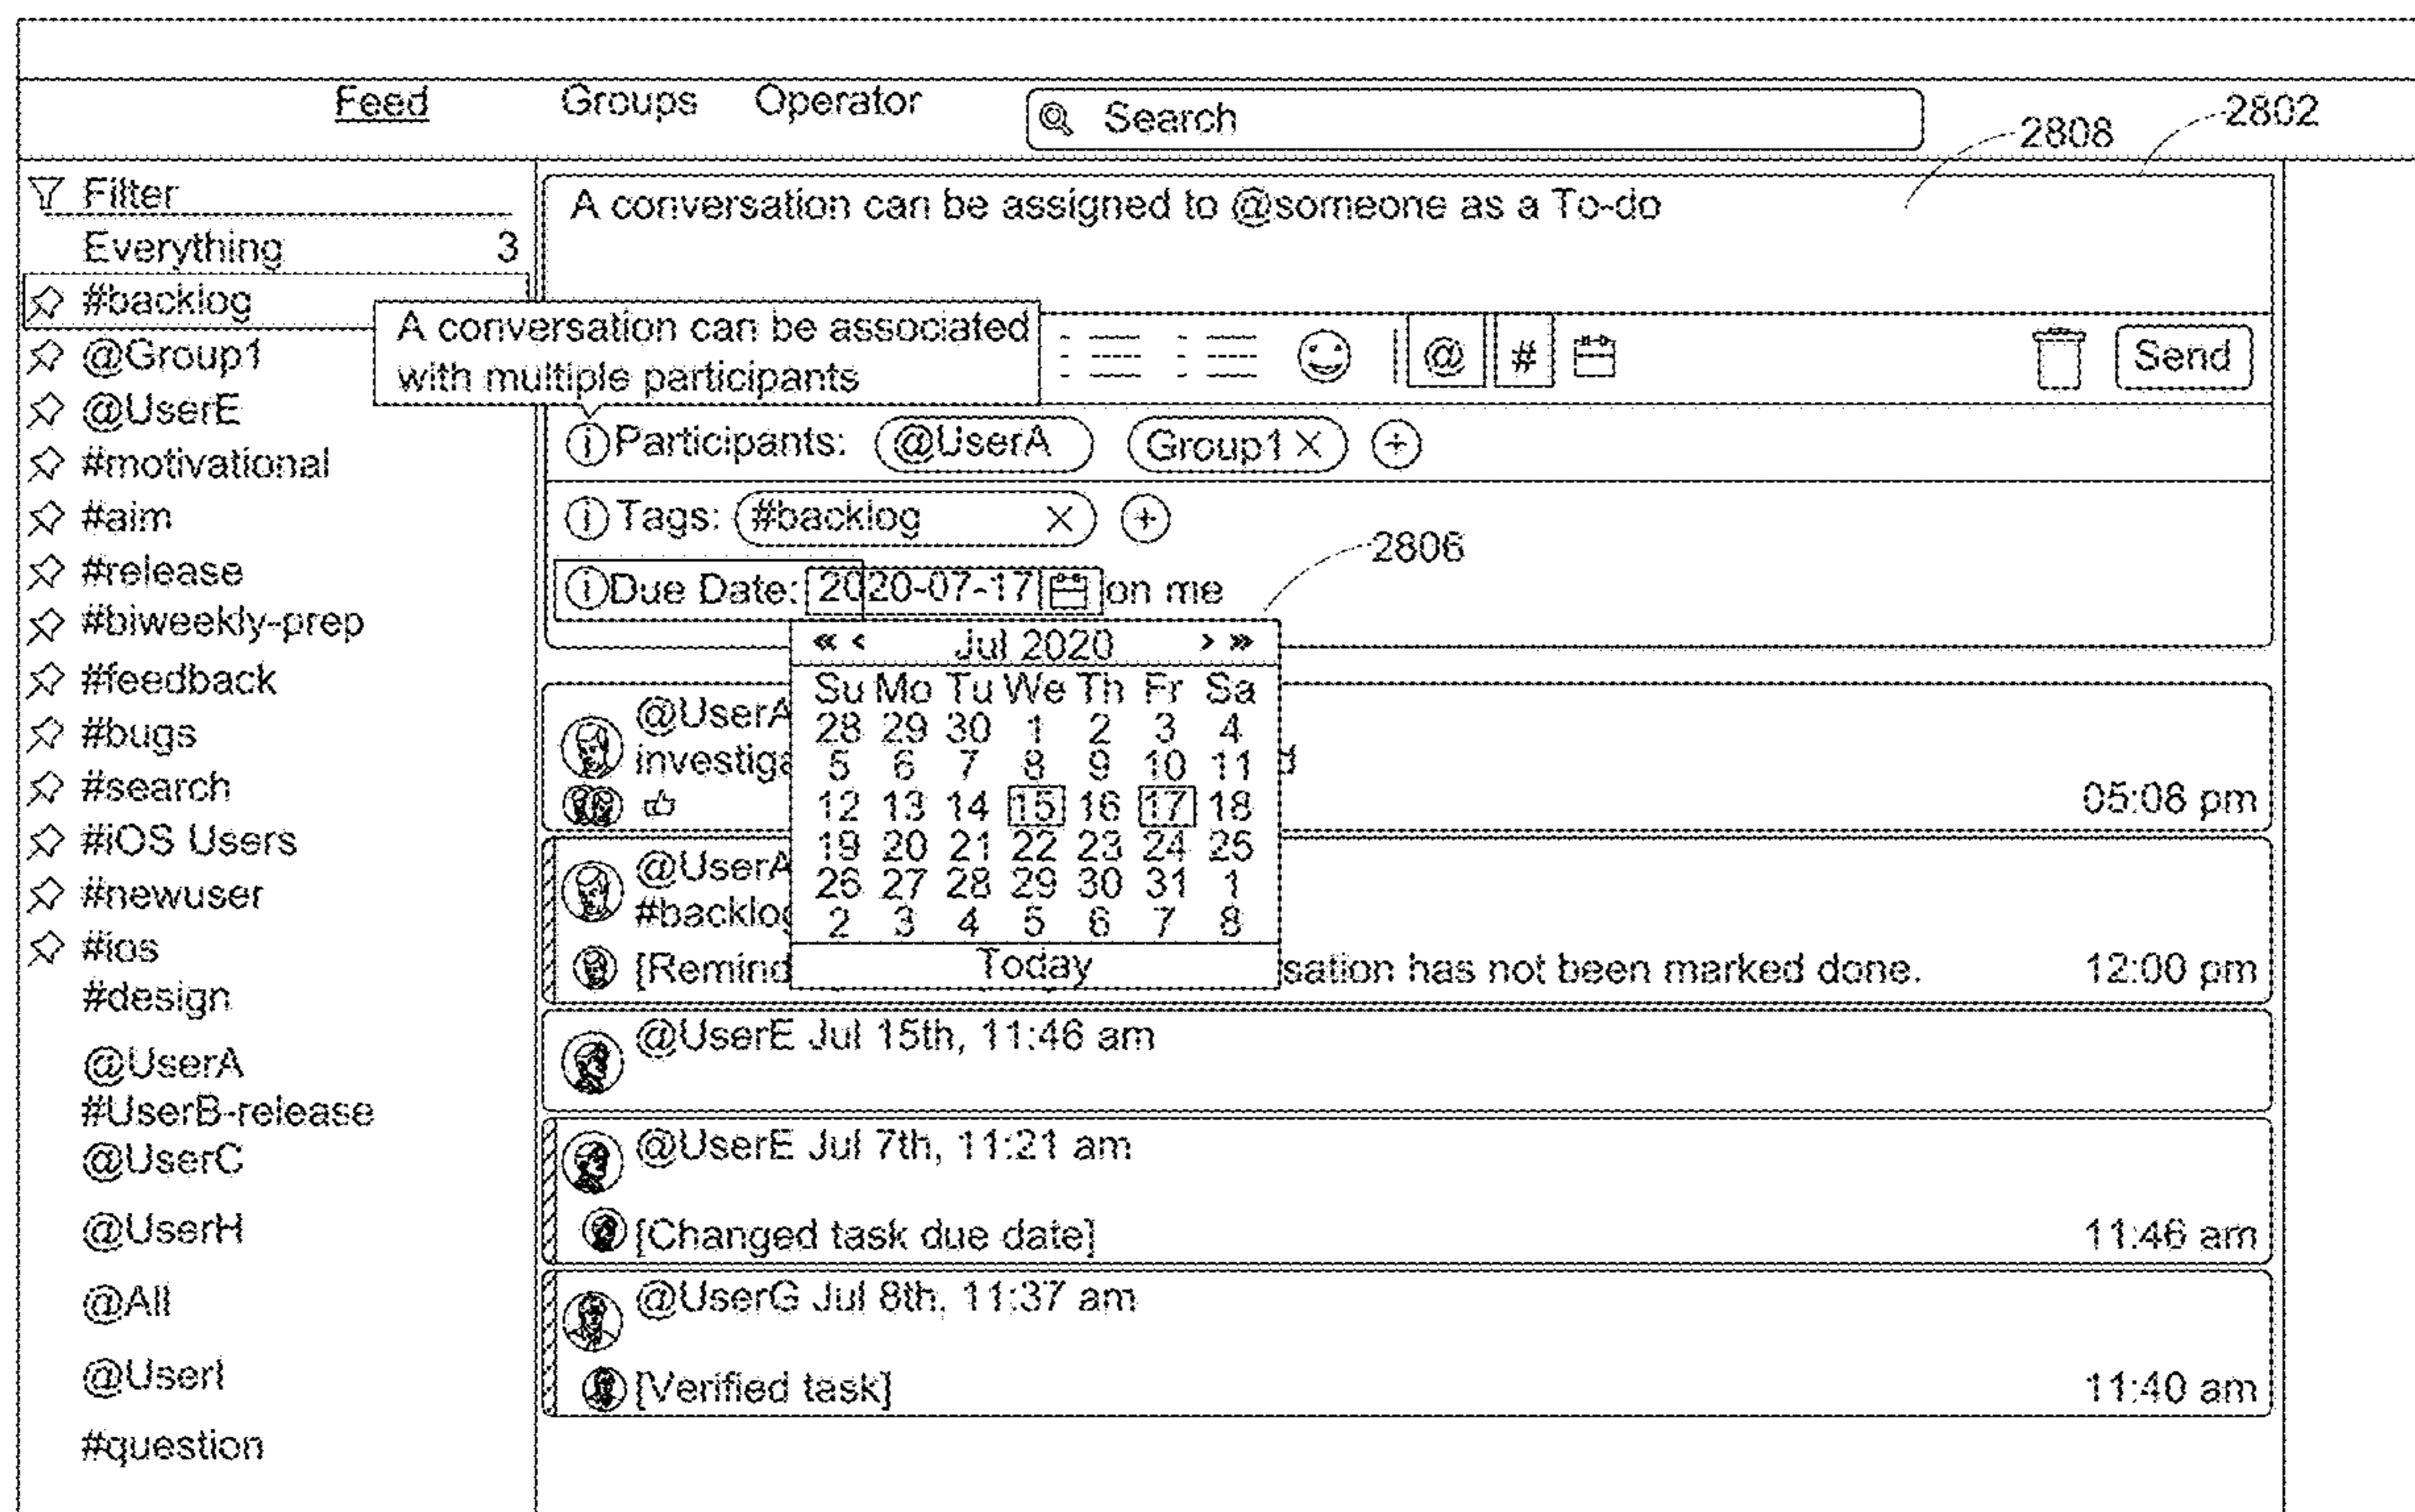 Feed Groups Operator Search
2808 2802
Filter
Everything 3
#backlog
@Group1
@UserE
#motivational
#aim
#release
#biweekly-prep
#feedback
#bugs
#search
#iOS Users
#newuser
#ios
#design
@UserA
#UserB-release
@UserC
@UserH
@All
@UserI
#question
A conversation can be assigned to @someone as a To-do
A conversation can be associated
with multiple participants
@ # Send
Participants: @UserA Group1 ×
Tags: #backlog ×
2806
Due Date: 2020-07-17 on me
« < Jul 2020 > »
Su Mo Tu We Th Fr Sa
28 29 30 1 2 3 4
5 6 7 8 9 10 11
12 13 14 15 16 17 18
19 20 21 22 23 24 25
26 27 28 29 30 31 1
2 3 4 5 6 7 8
Today
@UserA
investiga
05:08 pm
@UserA
#backlog
[Remind sation has not been marked done. 12:00 pm
@UserE Jul 15th, 11:46 am
@UserE Jul 7th, 11:21 am
[Changed task due date] 11:46 am
@UserG Jul 8th, 11:37 am
[Verified task] 11:40 am